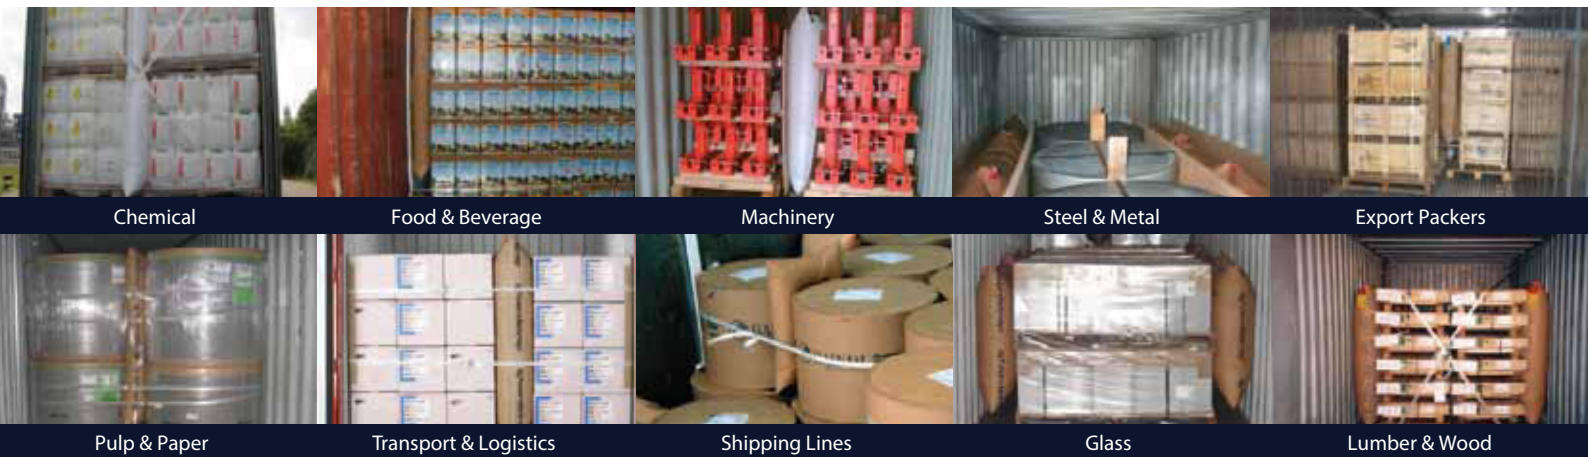 Chemical
Food & Beverage
Machinery
Steel & Metal
Export Packers
Pulp & Paper
Transport & Logistics
Shipping Lines
Glass
Lumber & Wood